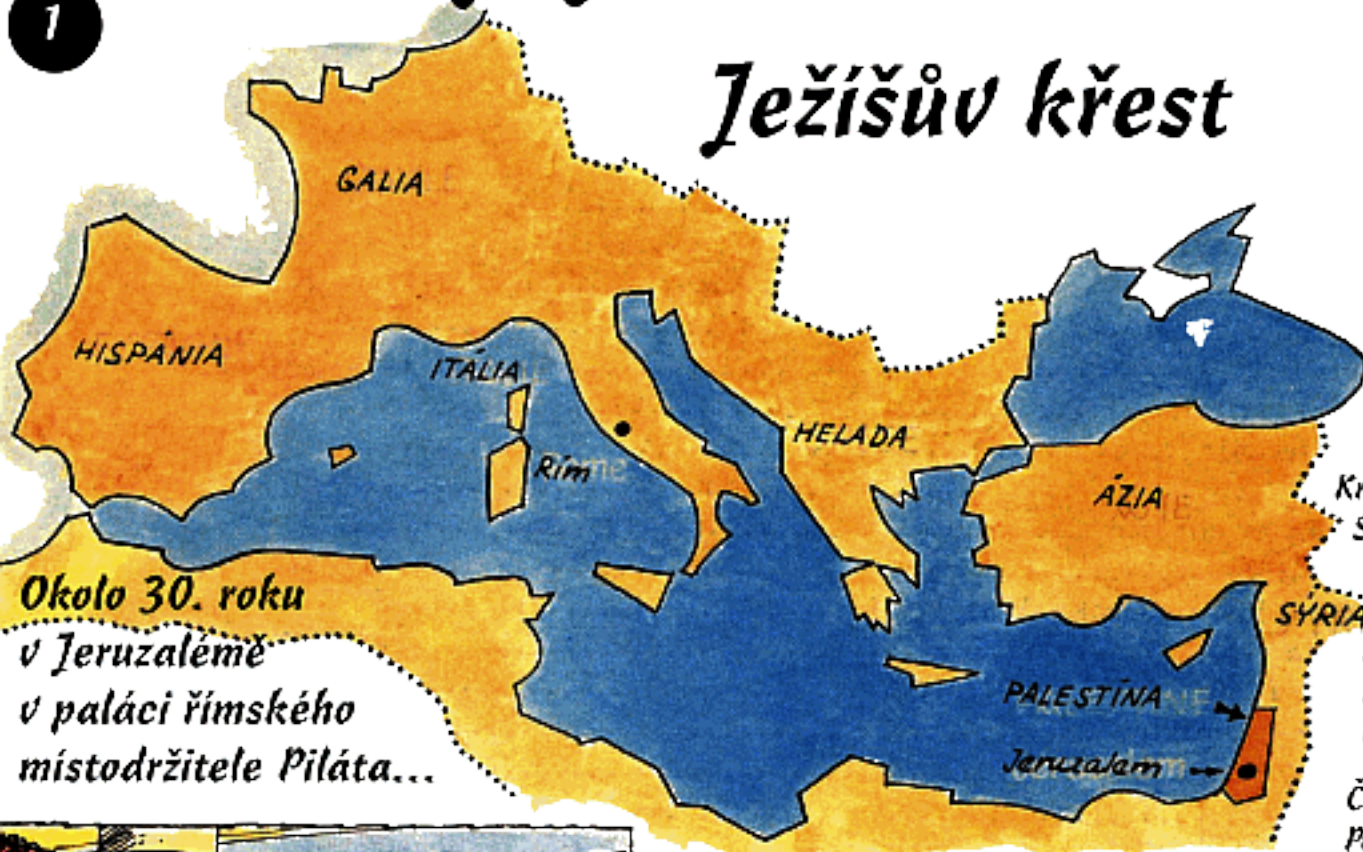 1
Ježíšův křest
GALIA
HISPÁNIA
ITÁLIA
Rím
HELADA
ÁZIA
SYRIA
PALESTÍNA
Jeruzalem
Okolo 30. roku
v Jeruzalémě
v paláci římského
místodržitele Piláta...